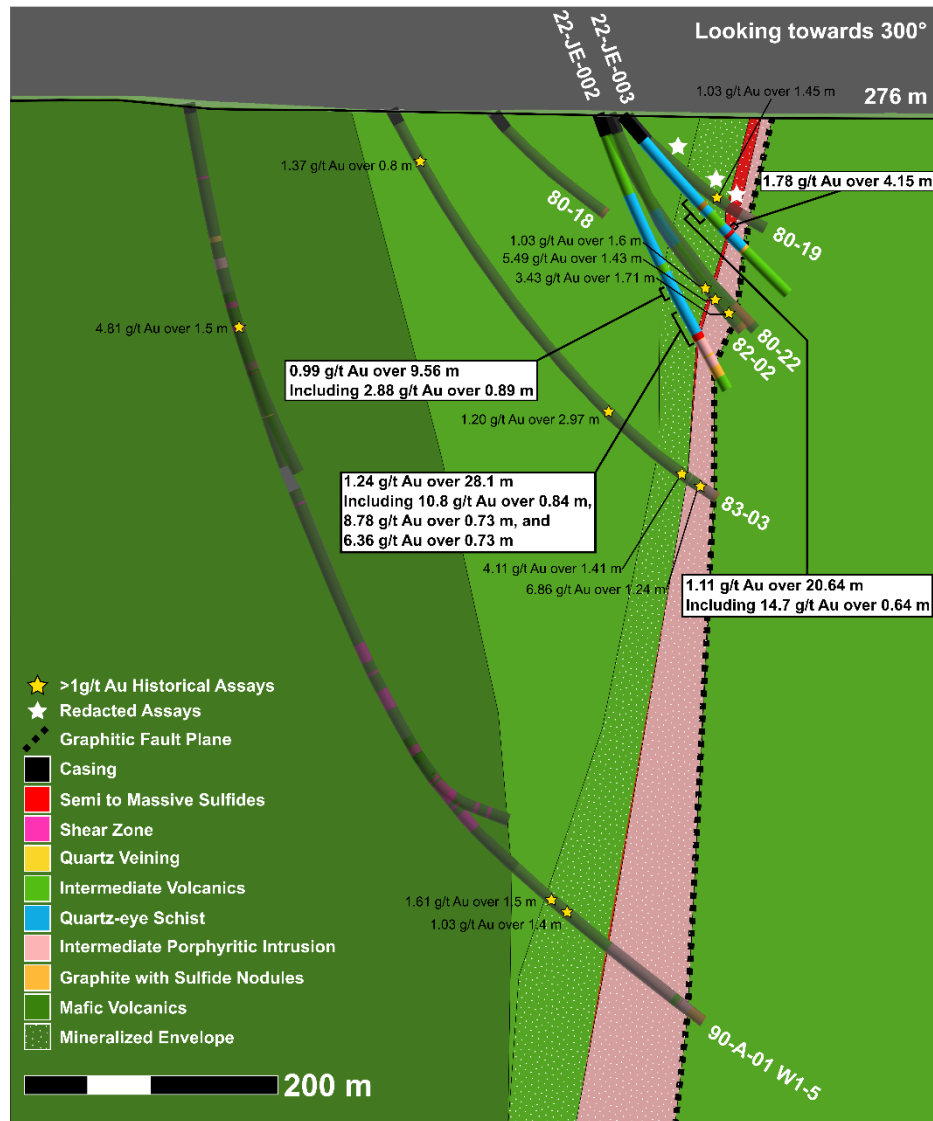 Looking towards 300°
22-JE-002
22-JE-003
1.03 g/t Au over 1.45 m
276 m
1.37 g/t Au over 0.8 m
80-18
1.78 g/t Au over 4.15 m
80-19
1.03 g/t Au over 1.6 m
5.49 g/t Au over 1.43 m
3.43 g/t Au over 1.71 m
4.81 g/t Au over 1.5 m
80-22
82-02
0.99 g/t Au over 9.56 m
Including 2.88 g/t Au over 0.89 m
1.20 g/t Au over 2.97 m
1.24 g/t Au over 28.1 m
Including 10.8 g/t Au over 0.84 m,
8.78 g/t Au over 0.73 m, and
6.36 g/t Au over 0.73 m
83-03
4.11 g/t Au over 1.41 m
6.86 g/t Au over 1.24 m
1.11 g/t Au over 20.64 m
Including 14.7 g/t Au over 0.64 m
>1g/t Au Historical Assays
Redacted Assays
Graphitic Fault Plane
Casing
Semi to Massive Sulfides
Shear Zone
Quartz Veining
Intermediate Volcanics
Quartz-eye Schist
Intermediate Porphyritic Intrusion
Graphite with Sulfide Nodules
Mafic Volcanics
Mineralized Envelope
1.61 g/t Au over 1.5 m
1.03 g/t Au over 1.4 m
90-A-01 W1-5
200 m